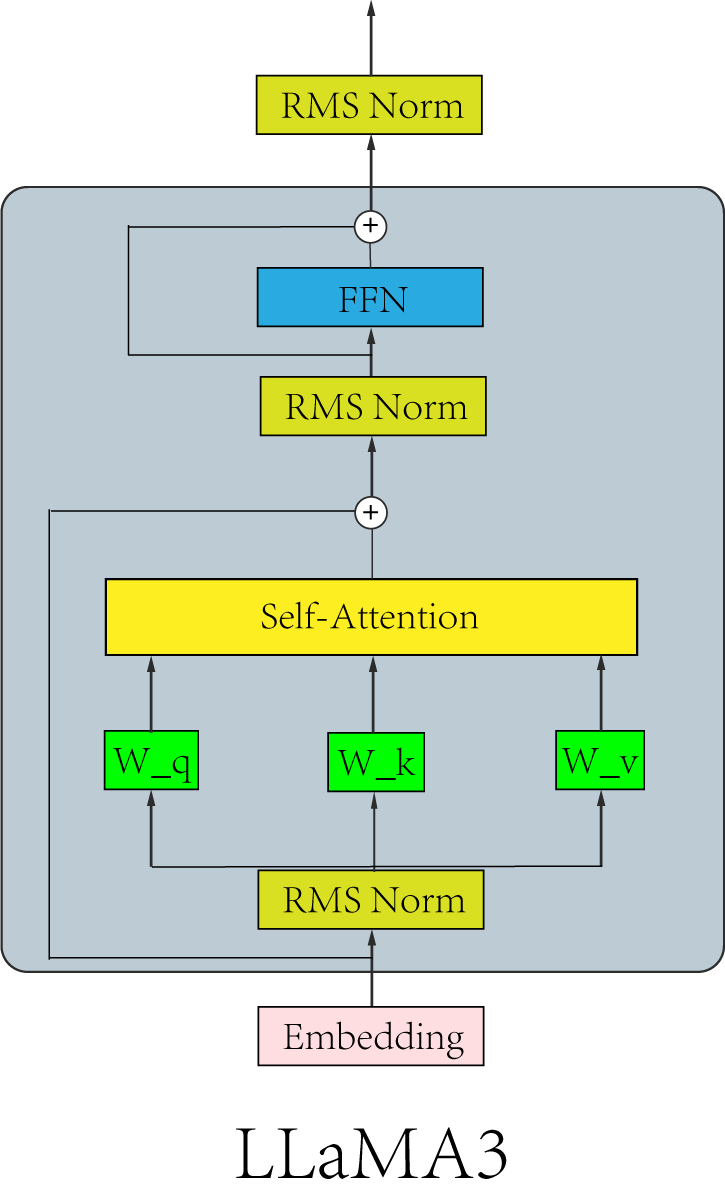 RMS Norm
+
FFN
RMS Norm
+
Self-Attention
W_q
W_k
W_v
RMS Norm
Embedding
LLaMA3